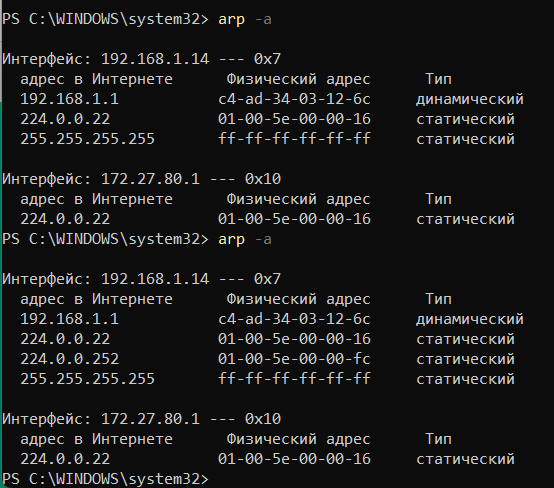 PS C:\WINDOWS\system32> arp -a
Интерфейс: 192.168.1.14 --- 0x7
адрес в Интернете Физический адрес Тип
192.168.1.1 c4-ad-34-03-12-6c динамический
224.0.0.22 01-00-5e-00-00-16 статический
255.255.255.255 ff-ff-ff-ff-ff-ff статический
Интерфейс: 172.27.80.1 --- 0x10
адрес в Интернете Физический адрес Тип
224.0.0.22 01-00-5e-00-00-16 статический
PS C:\WINDOWS\system32> arp -a
Интерфейс: 192.168.1.14 --- 0x7
адрес в Интернете Физический адрес Тип
192.168.1.1 c4-ad-34-03-12-6c динамический
224.0.0.22 01-00-5e-00-00-16 статический
224.0.0.252 01-00-5e-00-00-fc статический
255.255.255.255 ff-ff-ff-ff-ff-ff статический
Интерфейс: 172.27.80.1 --- 0x10
адрес в Интернете Физический адрес Тип
224.0.0.22 01-00-5e-00-00-16 статический
PS C:\WINDOWS\system32>